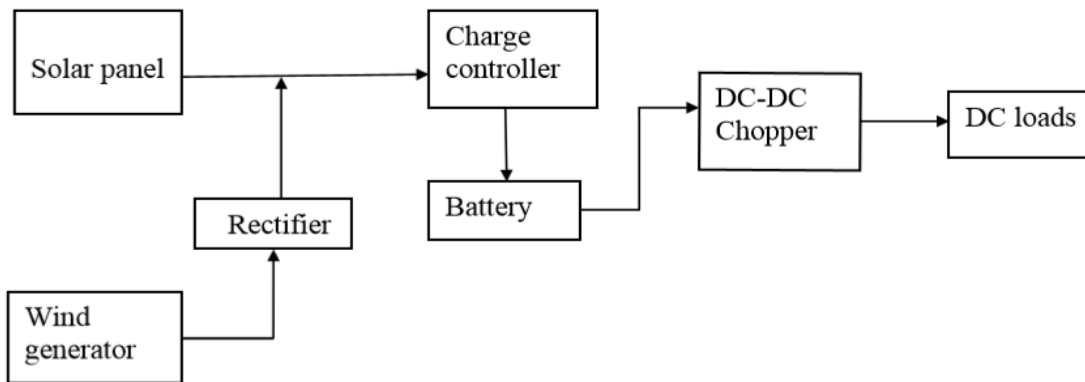 Solar panel
Charge
controller
DC-DC
Chopper
DC loads
Battery
Rectifier
Wind
generator